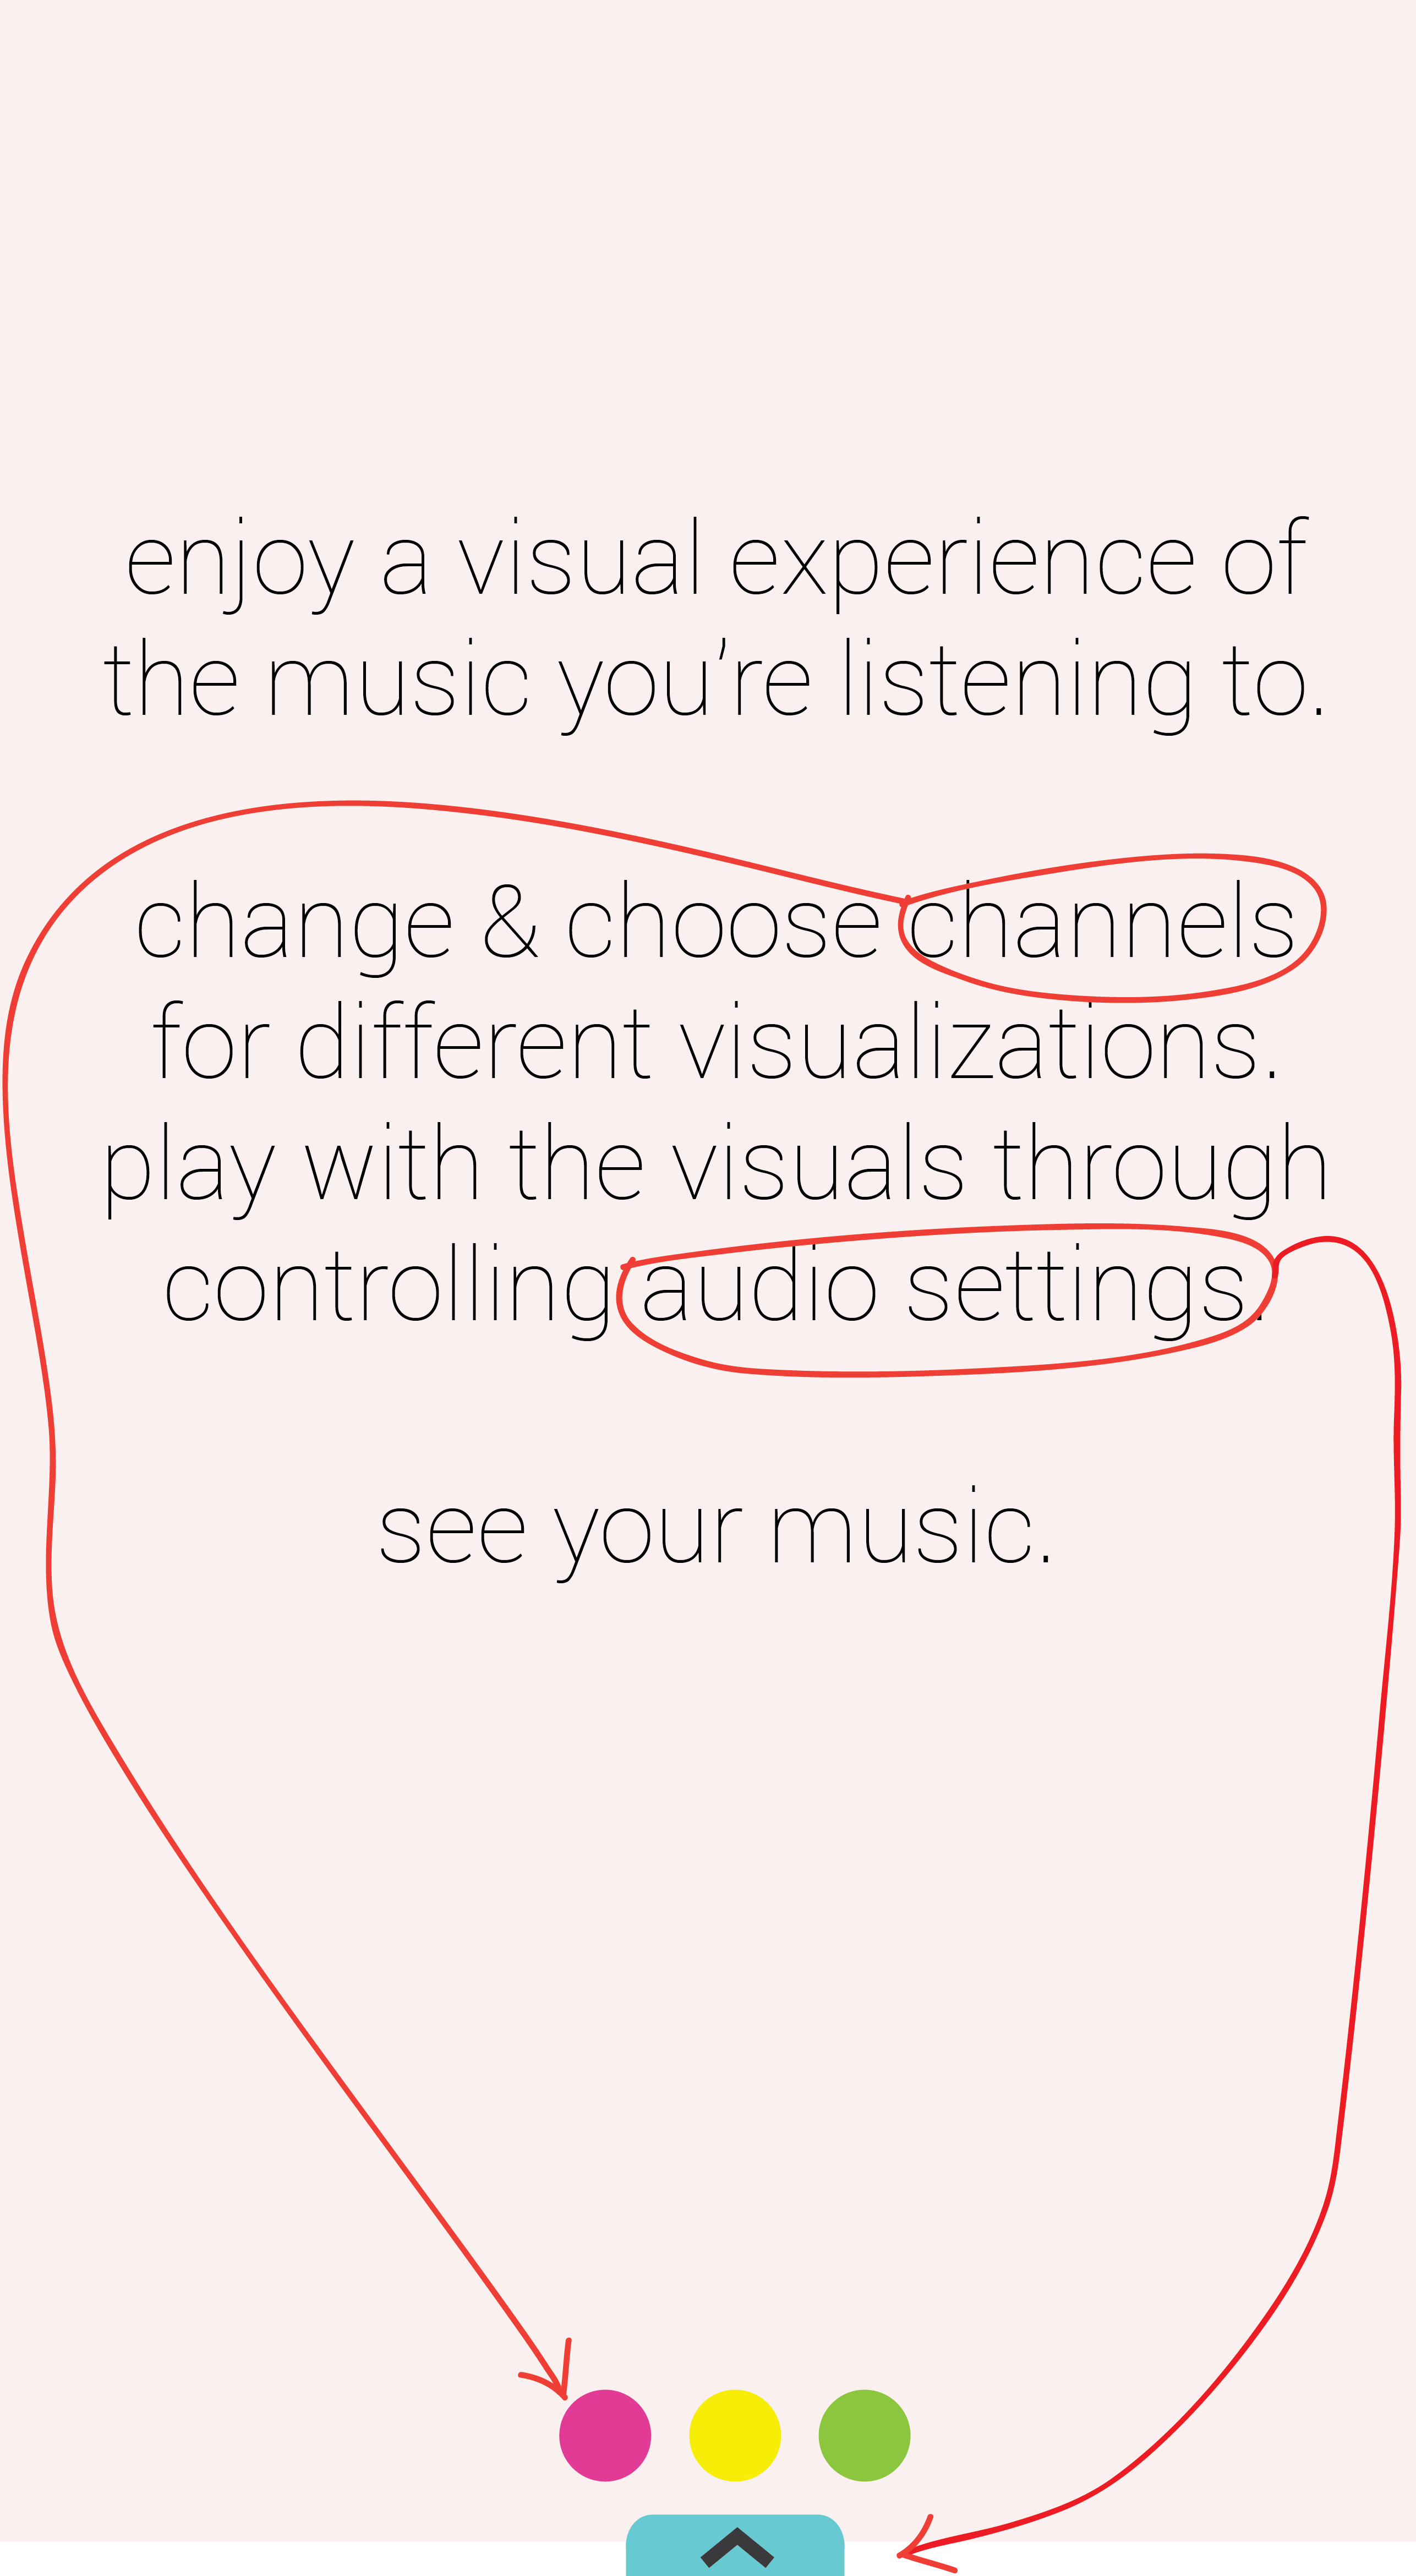 enjoy a visual experience of
the music you’re listening to.
change & choose channels
for different visualizations.
play with the visuals through
controlling audio settings.
see your music.